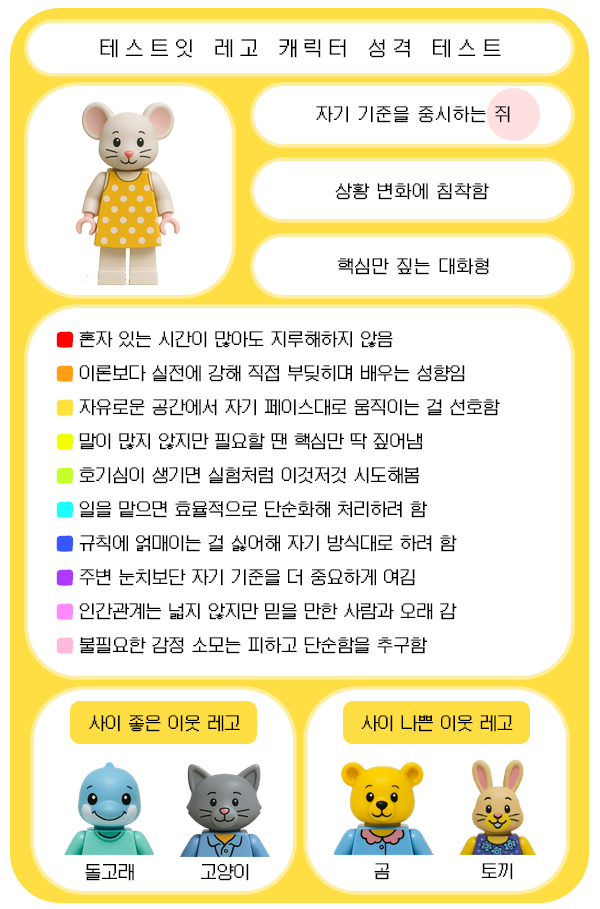 테스트잇 레고 캐릭터 성격 테스트
자기 기준을 중시하는 쥐
상황 변화에 침착함
핵심만 짚는 대화형
혼자 있는 시간이 많아도 지루해하지 않음
이론보다 실전에 강해 직접 부딪히며 배우는 성향임
자유로운 공간에서 자기 페이스대로 움직이는 걸 선호함
말이 많지 않지만 필요할 땐 핵심만 딱 짚어냄
호기심이 생기면 실험처럼 이것저것 시도해봄
일을 맡으면 효율적으로 단순화해 처리하려 함
규칙에 얽매이는 걸 싫어해 자기 방식대로 하려 함
주변 눈치보단 자기 기준을 더 중요하게 여김
인간관계는 넓지 않지만 믿을 만한 사람과 오래 감
불필요한 감정 소모는 피하고 단순함을 추구함
사이 좋은 이웃 레고
사이 나쁜 이웃 레고
돌고래
고양이
곰
토끼